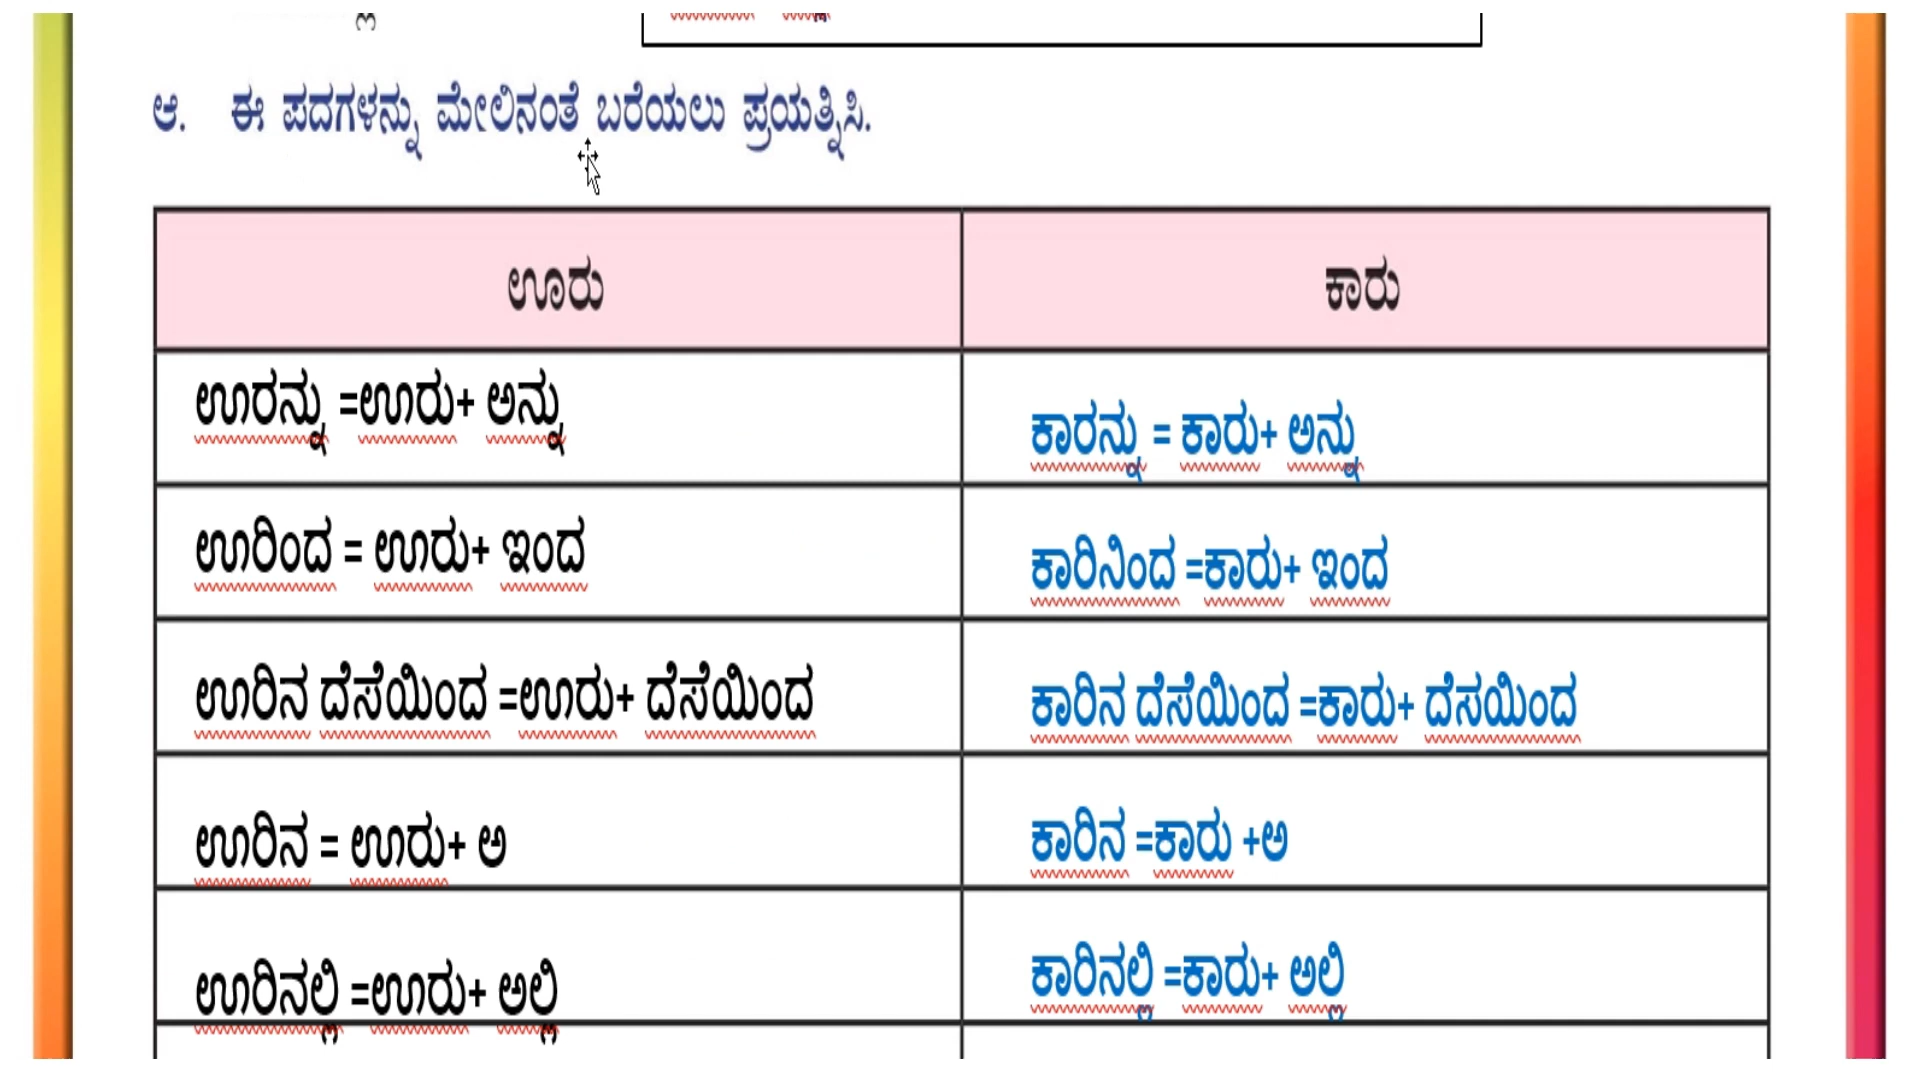 ಆ. ಈ ಪದಗಳನ್ನು ಮೇಲಿನಂತೆ ಬರೆಯಲು ಪ್ರಯತ್ನಿಸಿ.
ಊರು ಕಾರು
ಊರನ್ನು =ಊರು+ ಅನ್ನು ಕಾರನ್ನು = ಕಾರು+ ಅನ್ನು
ಊರಿಂದ = ಊರು+ ಇಂದ ಕಾರಿನಿಂದ =ಕಾರು+ ಇಂದ
ಊರಿನ ದೆಸೆಯಿಂದ =ಊರು+ ದೆಸೆಯಿಂದ ಕಾರಿನ ದೆಸೆಯಿಂದ =ಕಾರು+ ದೆಸಯಿಂದ
ಊರಿನ = ಊರು+ ಅ ಕಾರಿನ =ಕಾರು +ಅ
ಊರಿನಲ್ಲಿ =ಊರು+ ಅಲ್ಲಿ ಕಾರಿನಲ್ಲಿ =ಕಾರು+ ಅಲ್ಲಿ